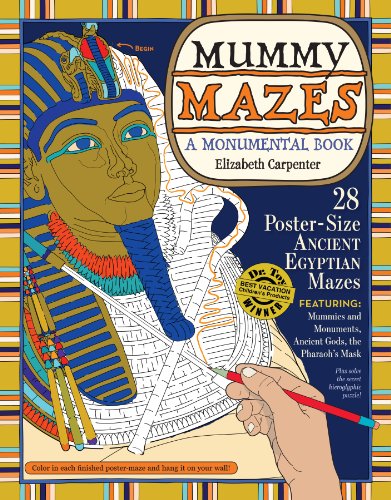 BEGIN
MUMMY
MAZES
A MONUMENTAL BOOK
Elizabeth Carpenter
28
Poster-Size
ANCIENT
EGYPTIAN
MAZES
Dr. Toy
BEST VACATION
Children's Products
WINNER
FEATURING:
Mummies and
Monuments,
Ancient Gods, the
Pharaoh's Mask
Plus solve
the secret
hieroglyphic
puzzle!
Color in each finished poster-maze and hang it on your wall!